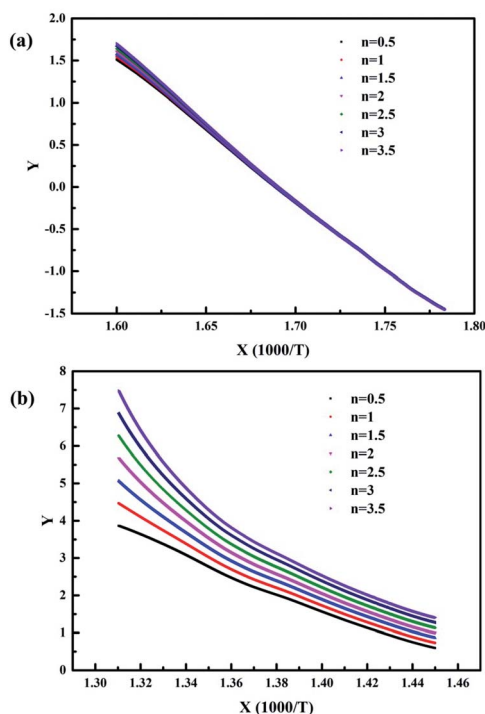 (a)
2.0
1.5
1.0
0.5
0.0
-0.5
-1.0
-1.5
Y
n=0.5
n=1
n=1.5
n=2
n=2.5
n=3
n=3.5
1.60 1.65 1.70 1.75 1.80
X (1000/T)
(b)
8
7
6
5
4
3
2
1
0
Y
n=0.5
n=1
n=1.5
n=2
n=2.5
n=3
n=3.5
1.30 1.32 1.34 1.36 1.38 1.40 1.42 1.44 1.46
X (1000/T)